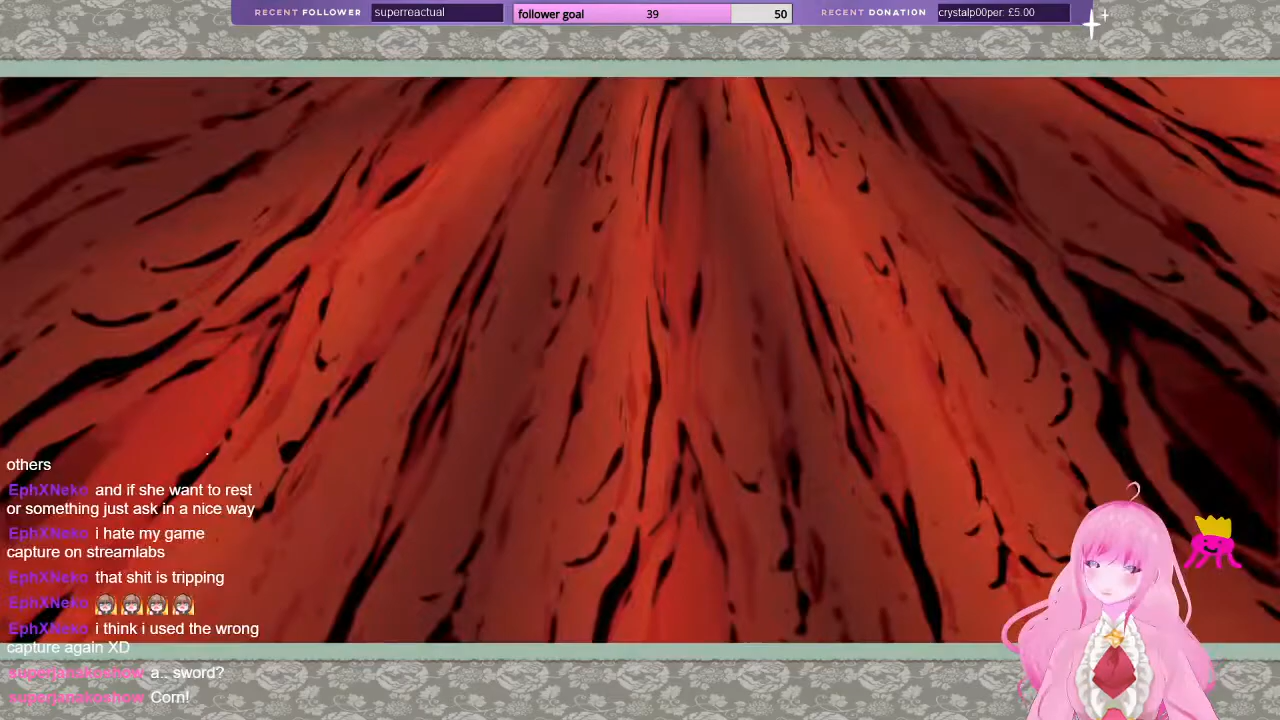 RECENT FOLLOWER superreactual follower goal 39 50 RECENT DONATION crystalp00per: £5.00
others
EphXNeko and if she want to rest
or something just ask in a nice way
EphXNeko i hate my game
capture on streamlabs
EphXNeko that shit is tripping
EphXNeko
EphXNeko i think i used the wrong
capture again XD
superjanakoshow a.. sword?
superjanakoshow Corn!